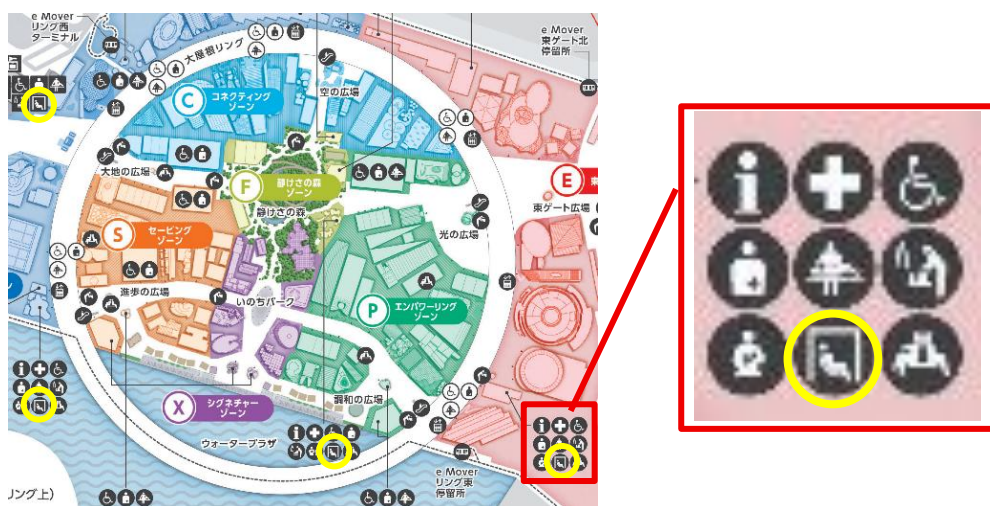 e Mover
リング西
ターミナル
大屋根リング
e Mover
東ゲート北
停留所
C
コネクティング
ゾーン
空の広場
大地の広場
F
静けさの森
ゾーン
静けさの森
E
東ゲート広場
S
セービング
ゾーン
光の広場
進歩の広場
いのちパーク
P
エンパワーリング
ゾーン
X
シグネチャー
ゾーン
調和の広場
ウォータープラザ
e Mover
リング東
停留所
リング上)